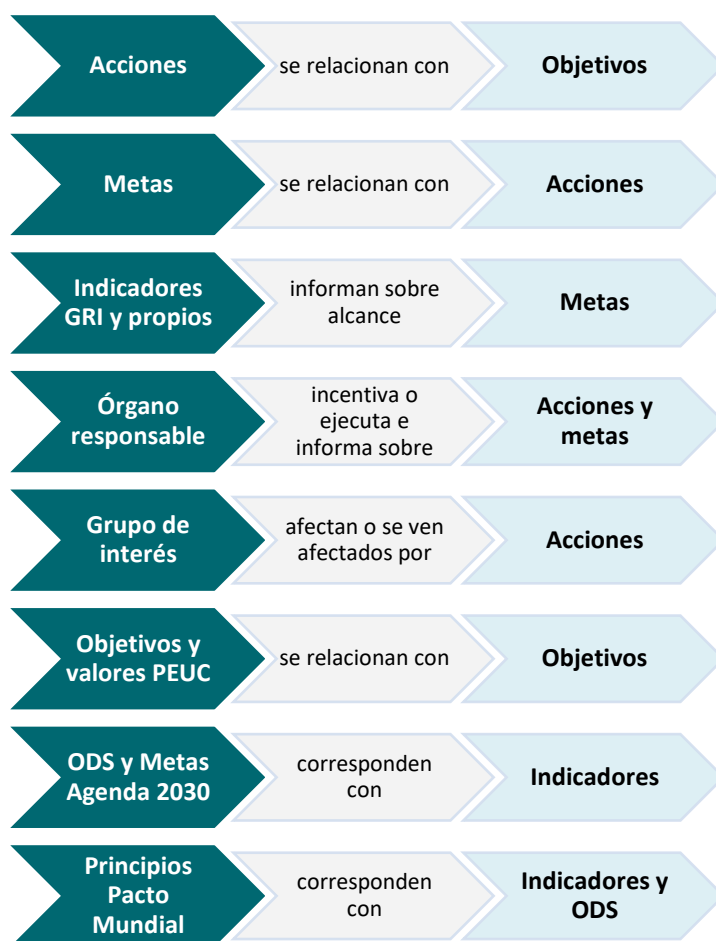 Acciones
se relacionan con
Objetivos
Metas
se relacionan con
Acciones
Indicadores
GRI y propios
informan sobre
alcance
Metas
Órgano
responsable
incentiva o
ejecuta e
informa sobre
Acciones y
metas
Grupo de
interés
afectan o se ven
afectados por
Acciones
Objetivos y
valores PEUC
se relacionan con
Objetivos
ODS y Metas
Agenda 2030
corresponden
con
Indicadores
Principios
Pacto
Mundial
corresponden
con
Indicadores y
ODS